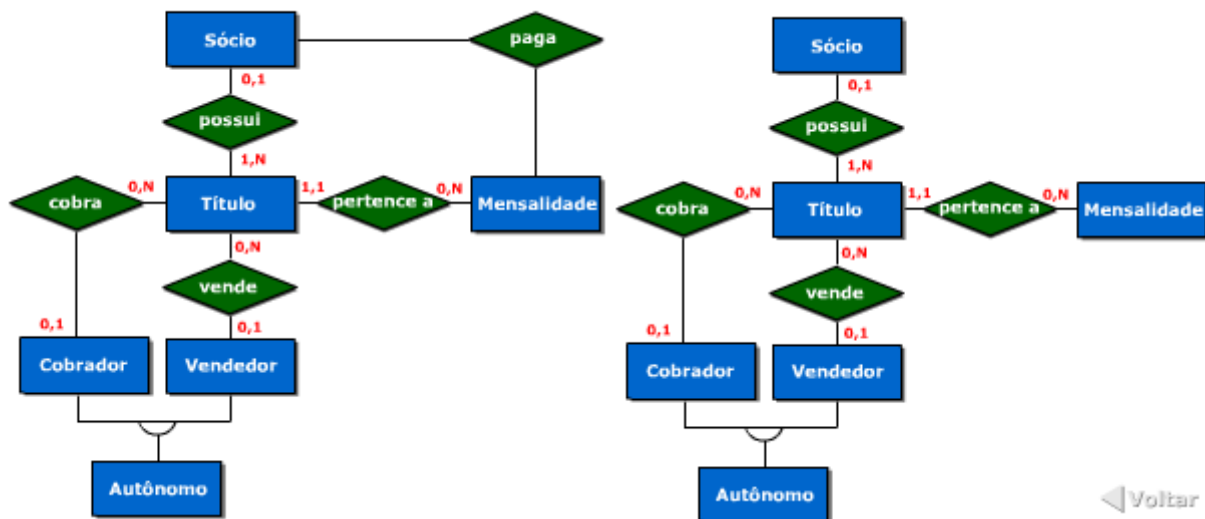 Sócio
paga
0,1
possui
1,N
cobra
0,N
Título
1,1
pertence a
0,N
Mensalidade
0,N
vende
0,1
0,1
Cobrador
Vendedor
Autônomo
Sócio
0,1
possui
1,N
cobra
0,N
Título
1,1
pertence a
0,N
Mensalidade
0,N
vende
0,1
0,1
Cobrador
Vendedor
Autônomo
Voltar